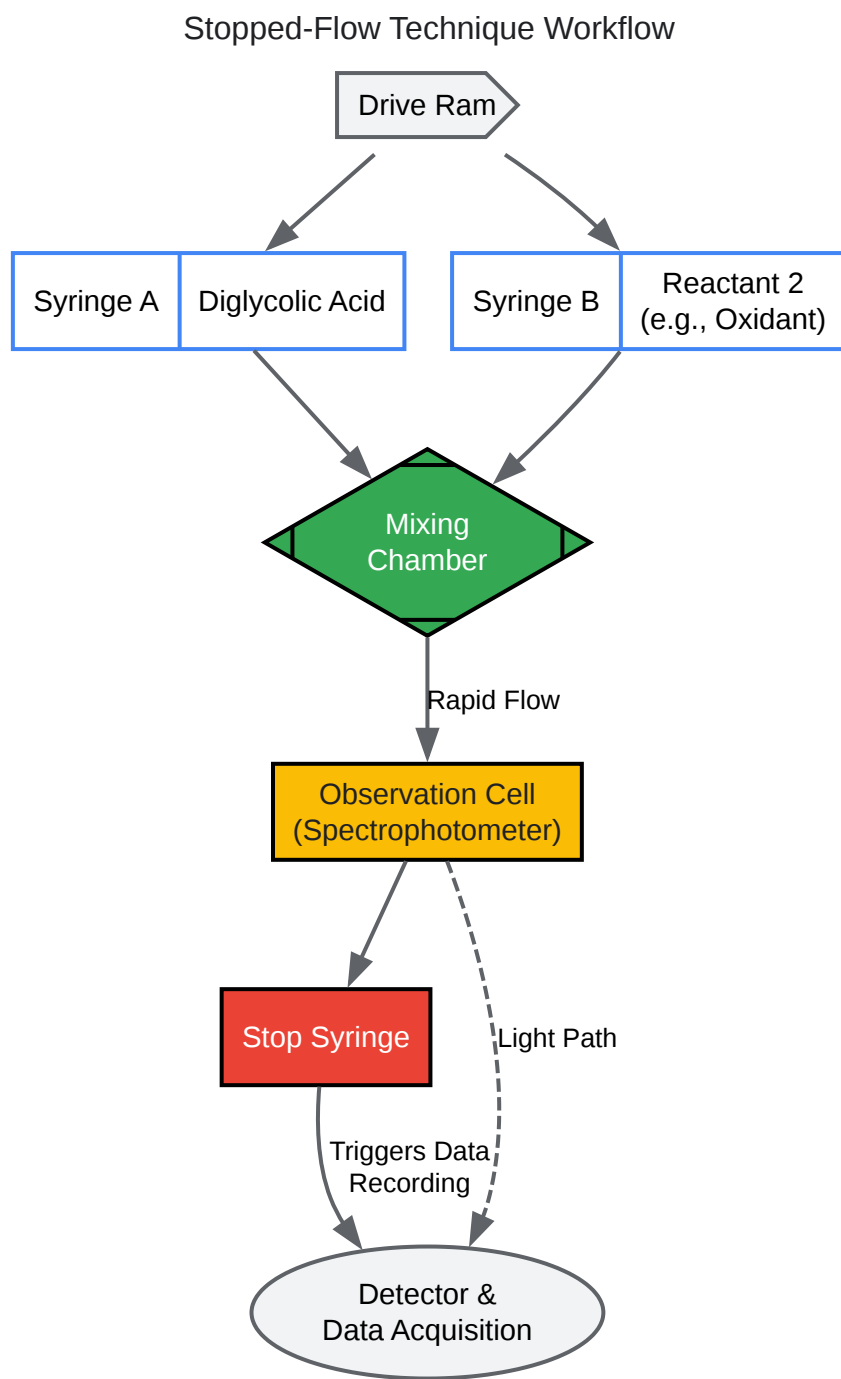 Stopped-Flow Technique Workflow
Drive Ram
Syringe A
Diglycolic Acid
Syringe B
Reactant 2
(e.g., Oxidant)
Mixing
Chamber
Rapid Flow
Observation Cell
(Spectrophotometer)
Stop Syringe
Light Path
Triggers Data
Recording
Detector &
Data Acquisition